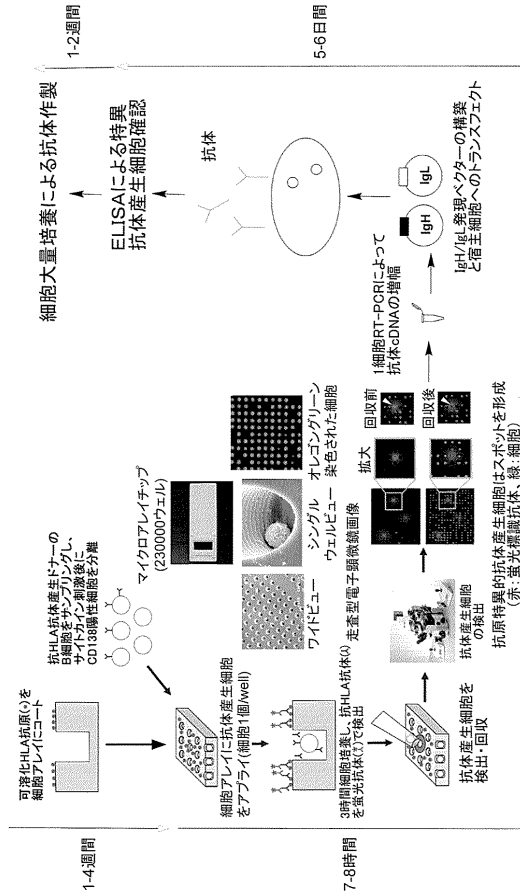 1-4週間
7-8時間
可溶化HLA抗原(•)を
細胞アレイにコート
抗HLA抗体産生ドナーの
B細胞をサンプリングし、
サイトカイン刺激後に
CD138陽性細胞を分離
細胞アレイに抗体産生細胞
をアプライ(細胞1個/well)
3時間細胞培養し、抗HLA抗体(Y)
を蛍光抗体(Y)で検出
抗体産生細胞を
検出・回収
マイクロアレイチップ
(230000ウェル)
ワイドビュー
シングル
ウェルビュー
オレゴングリーン
染色された細胞
走査型電子顕微鏡画像
抗体産生細胞
の検出
拡大
回収前
回収後
抗原特異的抗体産生細胞はスポットを形成
(赤:蛍光標識抗体、緑:細胞)
1細胞RT-PCRによって
抗体cDNAの増幅
IgH
IgL
IgH/IgL発現ベクターの構築
と宿主細胞へのトランスフェクト
抗体
ELISAによる特異
抗体産生細胞確認
細胞大量培養による抗体作製
1-2週間
5-6日間